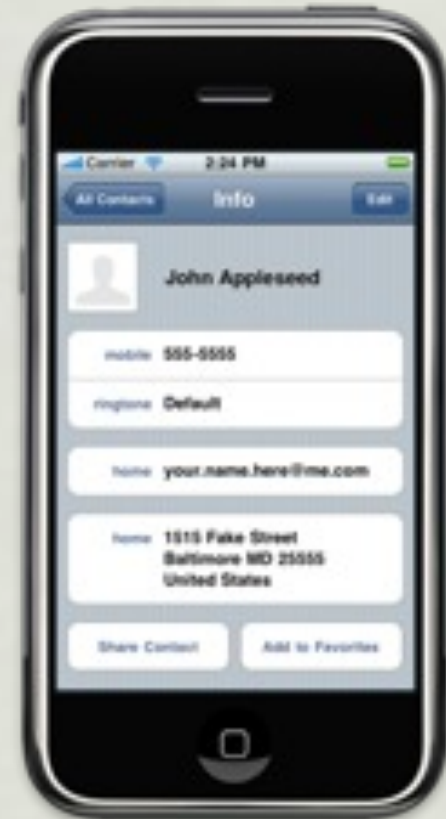 Carrier 2:24 PM
All Contacts Info Edit
John Appleseed
mobile 555-5555
ringtone Default
home your.name.here@me.com
home 1515 Fake Street
Baltimore MD 25555
United States
Share Contact Add to Favorites